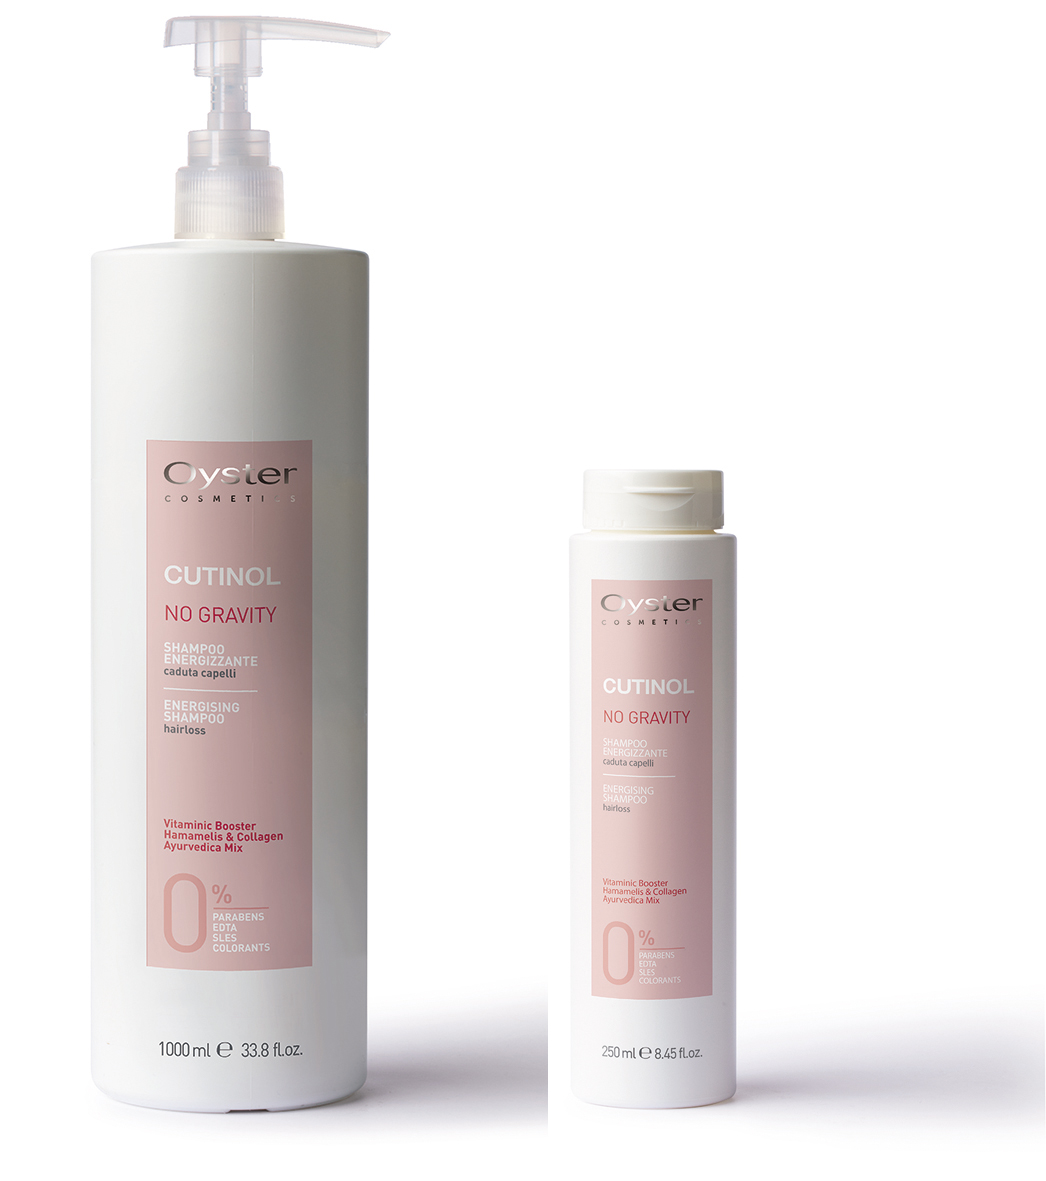 Oyster
COSMETICS
CUTINOL
NO GRAVITY
SHAMPOO
ENERGIZZANTE
caduta capelli
ENERGISING
SHAMPOO
hairloss
Vitaminic Booster
Hamamelis & Collagen
Ayurvedica Mix
0%
PARABENS
EDTA
SLES
COLORANTS
1000 ml ℮ 33.8 fl.oz.
Oyster
COSMETICS
CUTINOL
NO GRAVITY
SHAMPOO
ENERGIZZANTE
caduta capelli
ENERGISING
SHAMPOO
hairloss
Vitaminic Booster
Hamamelis & Collagen
Ayurvedica Mix
0%
PARABENS
EDTA
SLES
COLORANTS
250 ml ℮ 8.45 fl.oz.